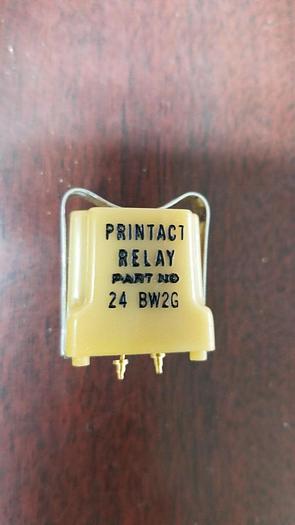 PRINTACT
RELAY
PART NO
24 BW2G